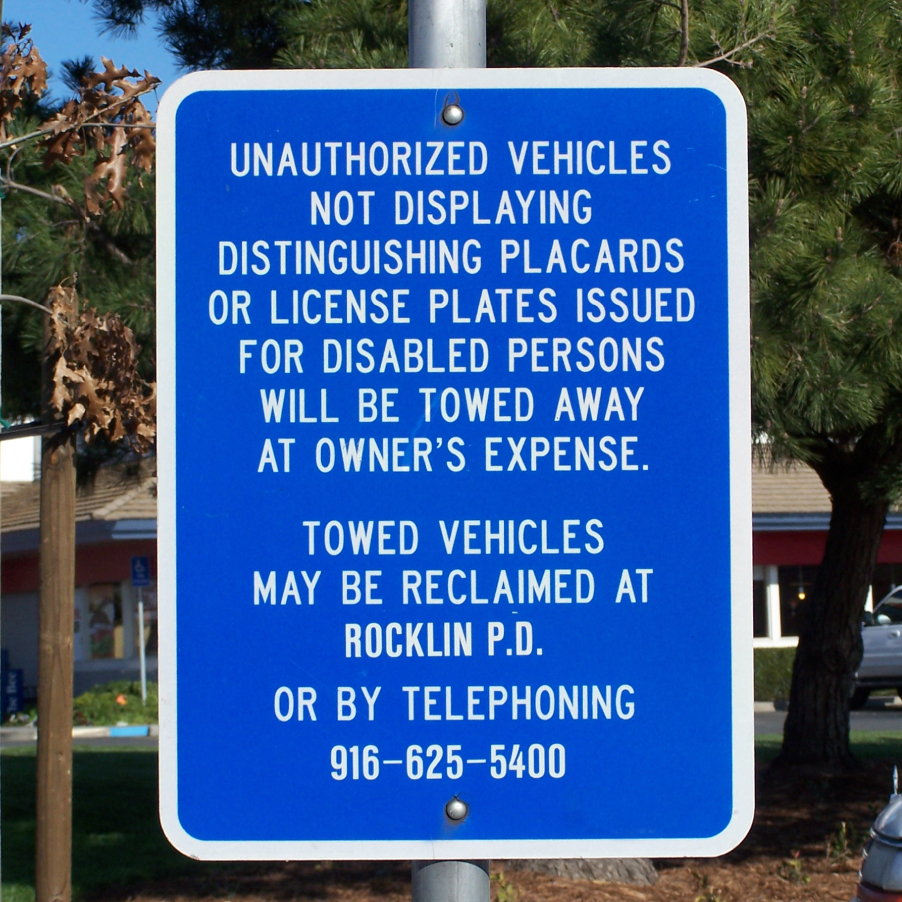 UNAUTHORIZED VEHICLES
NOT DISPLAYING
DISTINGUISHING PLACARDS
OR LICENSE PLATES ISSUED
FOR DISABLED PERSONS
WILL BE TOWED AWAY
AT OWNER'S EXPENSE.
TOWED VEHICLES
MAY BE RECLAIMED AT
ROCKLIN P.D.
OR BY TELEPHONING
916-625-5400